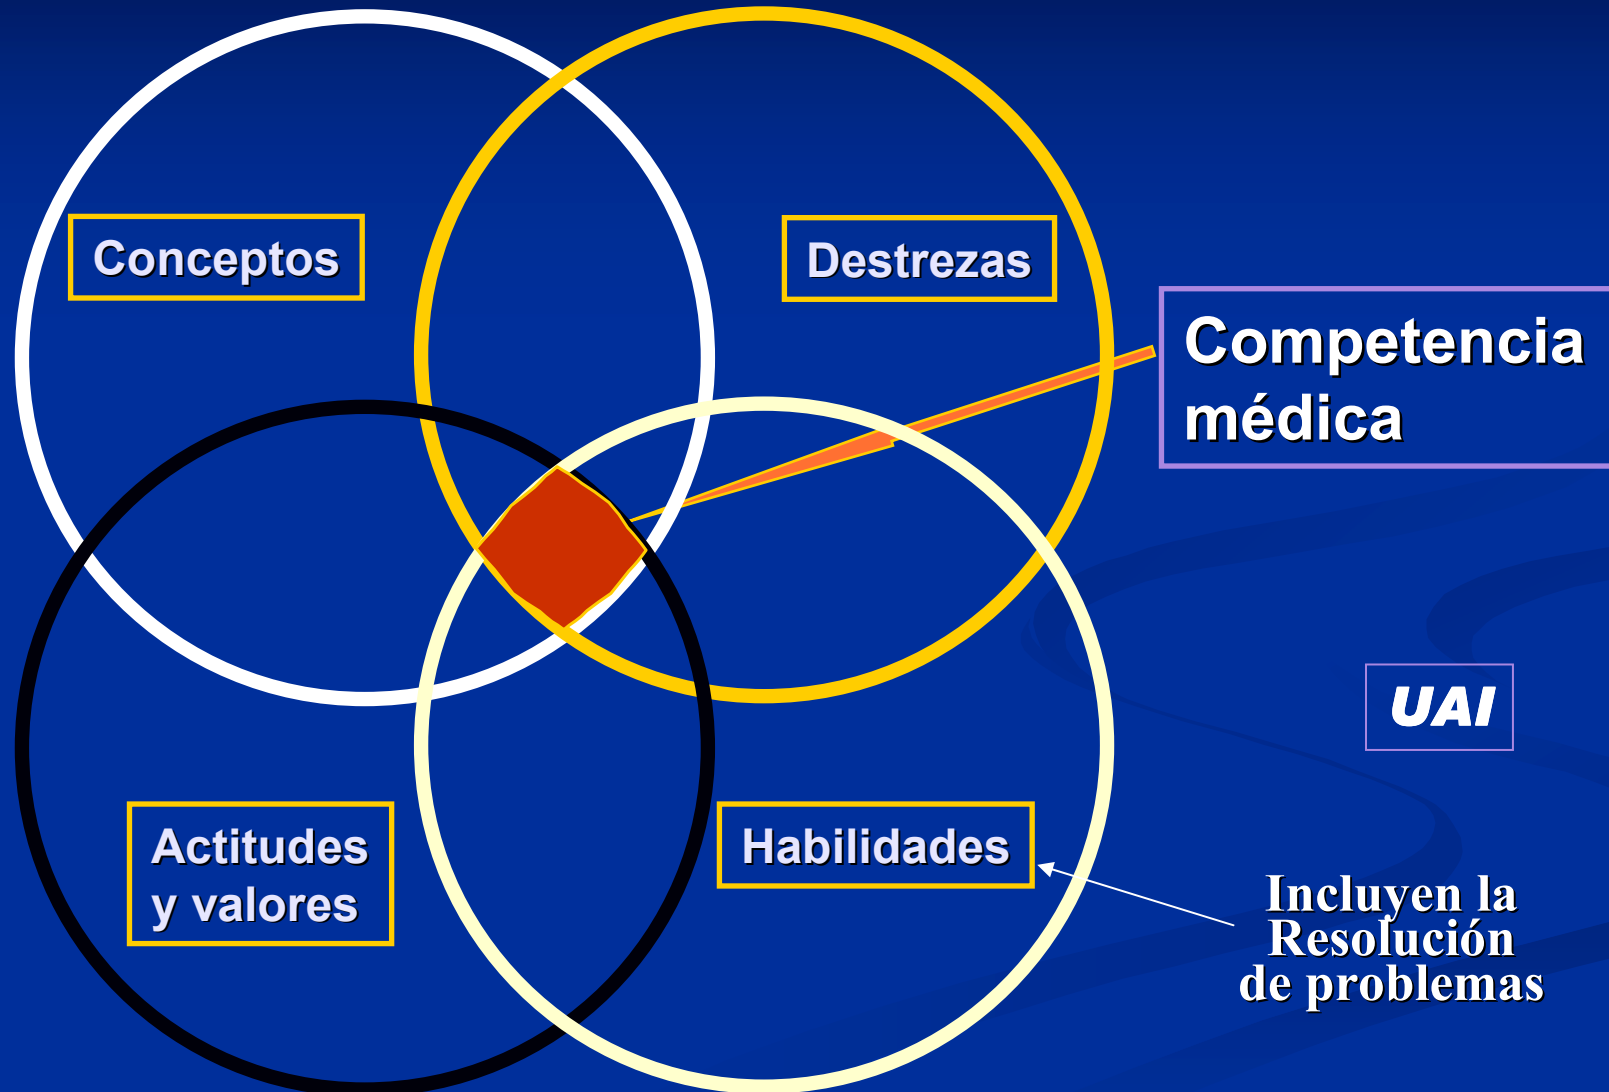 Conceptos
Destrezas
Competencia
médica
UAI
Actitudes
y valores
Habilidades
Incluyen la
Resolución
de problemas